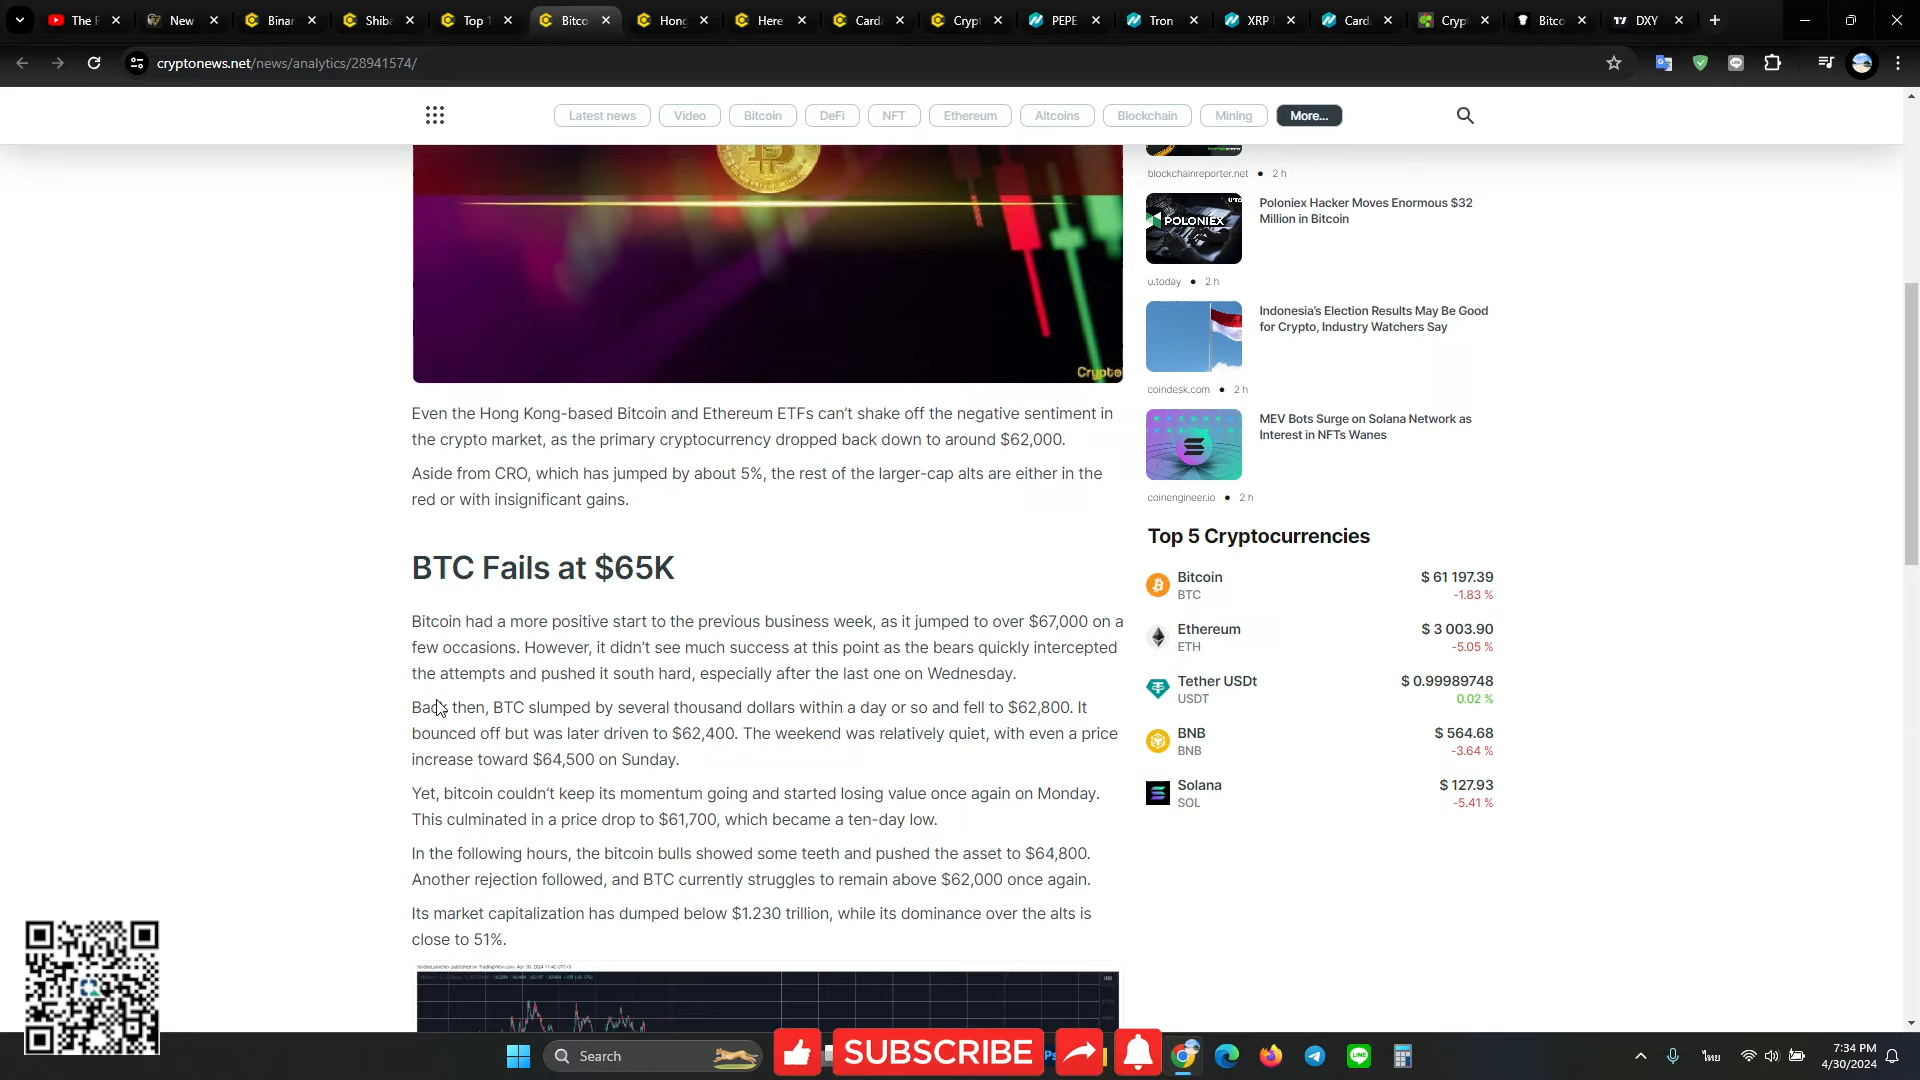 The F
New
Binar
Shiba
Top 1
Bitco
Hong
Here
Carda
Crypt
PEPE
Tron
XRP
Carda
Crypt
Bitco
DXY
cryptonews.net/news/analytics/28941574/
Latest news
Video
Bitcoin
DeFi
NFT
Ethereum
Altcoins
Blockchain
Mining
More...
Crypto
Even the Hong Kong-based Bitcoin and Ethereum ETFs can't shake off the negative sentiment in
the crypto market, as the primary cryptocurrency dropped back down to around $62,000.
Aside from CRO, which has jumped by about 5%, the rest of the larger-cap alts are either in the
red or with insignificant gains.
BTC Fails at $65K
Bitcoin had a more positive start to the previous business week, as it jumped to over $67,000 on a
few occasions. However, it didn't see much success at this point as the bears quickly intercepted
the attempts and pushed it south hard, especially after the last one on Wednesday.
Back then, BTC slumped by several thousand dollars within a day or so and fell to $62,800. It
bounced off but was later driven to $62,400. The weekend was relatively quiet, with even a price
increase toward $64,500 on Sunday.
Yet, bitcoin couldn't keep its momentum going and started losing value once again on Monday.
This culminated in a price drop to $61,700, which became a ten-day low.
In the following hours, the bitcoin bulls showed some teeth and pushed the asset to $64,800.
Another rejection followed, and BTC currently struggles to remain above $62,000 once again.
Its market capitalization has dumped below $1.230 trillion, while its dominance over the alts is
close to 51%.
blockchainreporter.net • 2 h
POLONIEX
Poloniex Hacker Moves Enormous $32
Million in Bitcoin
u.today • 2 h
Indonesia's Election Results May Be Good
for Crypto, Industry Watchers Say
coindesk.com • 2 h
MEV Bots Surge on Solana Network as
Interest in NFTs Wanes
coinengineer.io • 2 h
Top 5 Cryptocurrencies
Bitcoin $ 61 197.39
BTC -1.83 %
Ethereum $ 3 003.90
ETH -5.05 %
Tether USDt $ 0.99989748
USDT 0.02 %
BNB $ 564.68
BNB -3.64 %
Solana $ 127.93
SOL -5.41 %
Search
SUBSCRIBE
LINE
ไทย
7:34 PM
4/30/2024